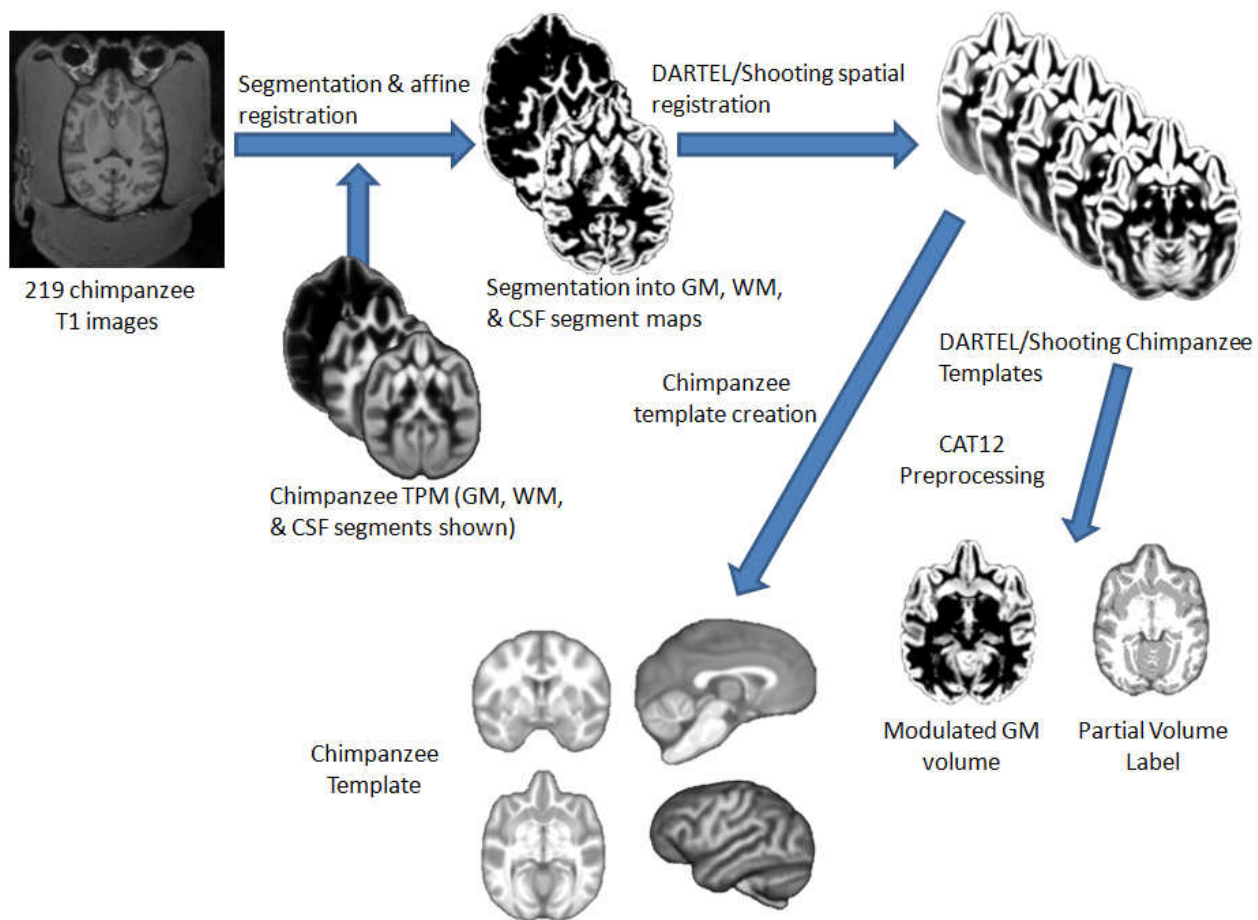 Segmentation & affine
registration
DARTEL/Shooting spatial
registration
219 chimpanzee
T1 images
Segmentation into GM, WM,
& CSF segment maps
Chimpanzee TPM (GM, WM,
& CSF segments shown)
DARTEL/Shooting Chimpanzee
Templates
Chimpanzee
template creation
CAT12
Preprocessing
Modulated GM
volume
Partial Volume
Label
Chimpanzee
Template